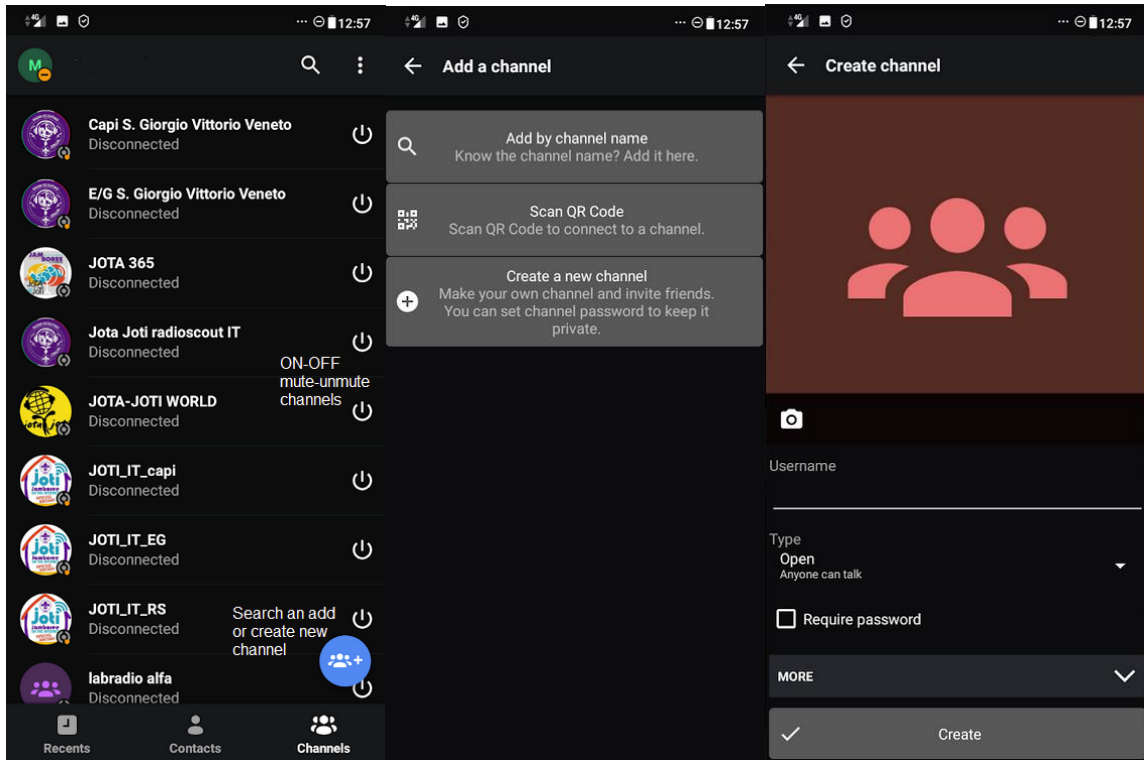 4G
12:57
M
Capi S. Giorgio Vittorio Veneto
Disconnected
E/G S. Giorgio Vittorio Veneto
Disconnected
JOTA 365
Disconnected
Jota Joti radioscout IT
Disconnected
ON-OFF
mute-unmute
channels
JOTA-JOTI WORLD
Disconnected
JOTI_IT_capi
Disconnected
JOTI_IT_EG
Disconnected
JOTI_IT_RS
Disconnected
Search an add
or create new
channel
labradio alfa
Disconnected
Recents
Contacts
Channels
4G
12:57
Add a channel
Add by channel name
Know the channel name? Add it here.
Scan QR Code
Scan QR Code to connect to a channel.
Create a new channel
Make your own channel and invite friends.
You can set channel password to keep it
private.
4G
12:57
Create channel
Username
Type
Open
Anyone can talk
Require password
MORE
Create